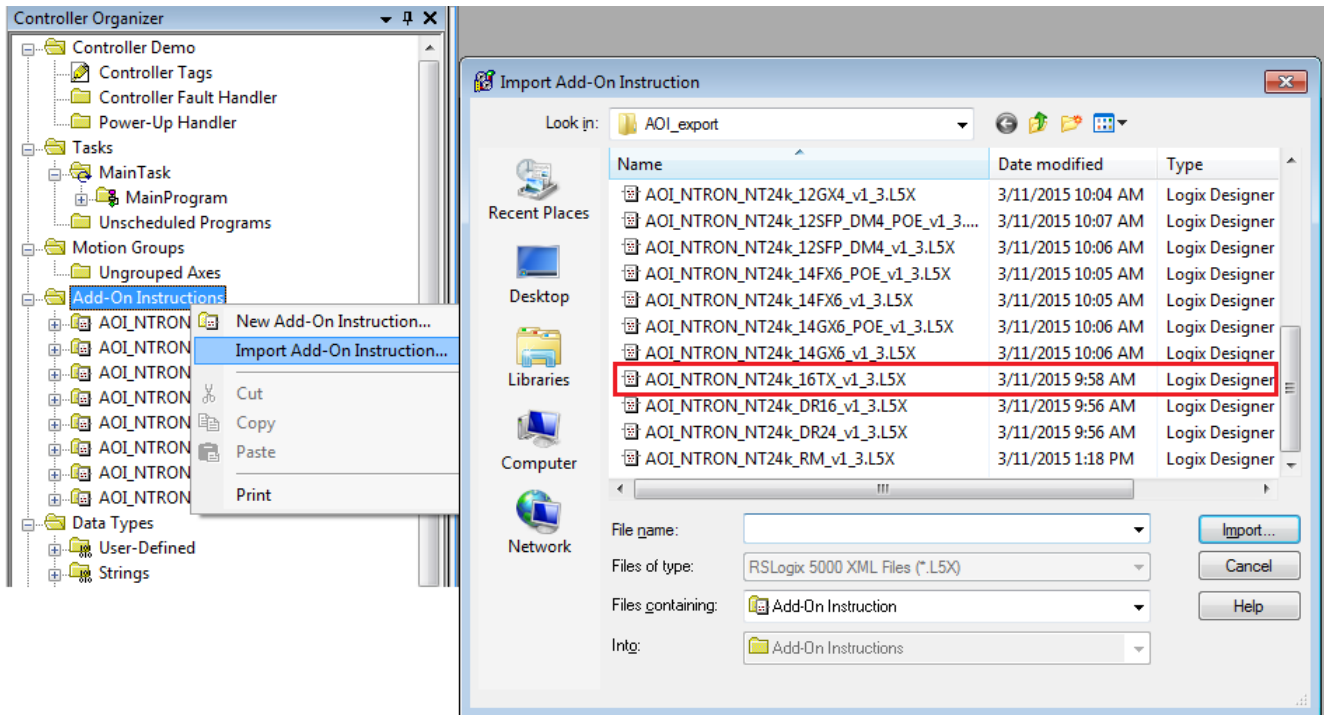 Controller Organizer
Controller Demo
Controller Tags
Controller Fault Handler
Power-Up Handler
Tasks
MainTask
MainProgram
Unscheduled Programs
Motion Groups
Ungrouped Axes
Add-On Instructions
AOI_NTRON
AOI_NTRON
AOI_NTRON
AOI_NTRON
AOI_NTRON
AOI_NTRON
AOI_NTRON
AOI_NTRON
Data Types
User-Defined
Strings
New Add-On Instruction...
Import Add-On Instruction...
Cut
Copy
Paste
Print
Import Add-On Instruction
Look in: AOI_export
Recent Places
Desktop
Libraries
Computer
Network
Name Date modified Type
AOI_NTRON_NT24k_12GX4_v1_3.L5X 3/11/2015 10:04 AM Logix Designer
AOI_NTRON_NT24k_12SFP_DM4_POE_v1_3.... 3/11/2015 10:07 AM Logix Designer
AOI_NTRON_NT24k_12SFP_DM4_v1_3.L5X 3/11/2015 10:06 AM Logix Designer
AOI_NTRON_NT24k_14FX6_POE_v1_3.L5X 3/11/2015 10:05 AM Logix Designer
AOI_NTRON_NT24k_14FX6_v1_3.L5X 3/11/2015 10:05 AM Logix Designer
AOI_NTRON_NT24k_14GX6_POE_v1_3.L5X 3/11/2015 10:06 AM Logix Designer
AOI_NTRON_NT24k_14GX6_v1_3.L5X 3/11/2015 10:06 AM Logix Designer
AOI_NTRON_NT24k_16TX_v1_3.L5X 3/11/2015 9:58 AM Logix Designer
AOI_NTRON_NT24k_DR16_v1_3.L5X 3/11/2015 9:56 AM Logix Designer
AOI_NTRON_NT24k_DR24_v1_3.L5X 3/11/2015 9:56 AM Logix Designer
AOI_NTRON_NT24k_RM_v1_3.L5X 3/11/2015 1:18 PM Logix Designer
File name: Import...
Files of type: RSLogix 5000 XML Files (*.L5X) Cancel
Files containing: Add-On Instruction Help
Into: Add-On Instructions